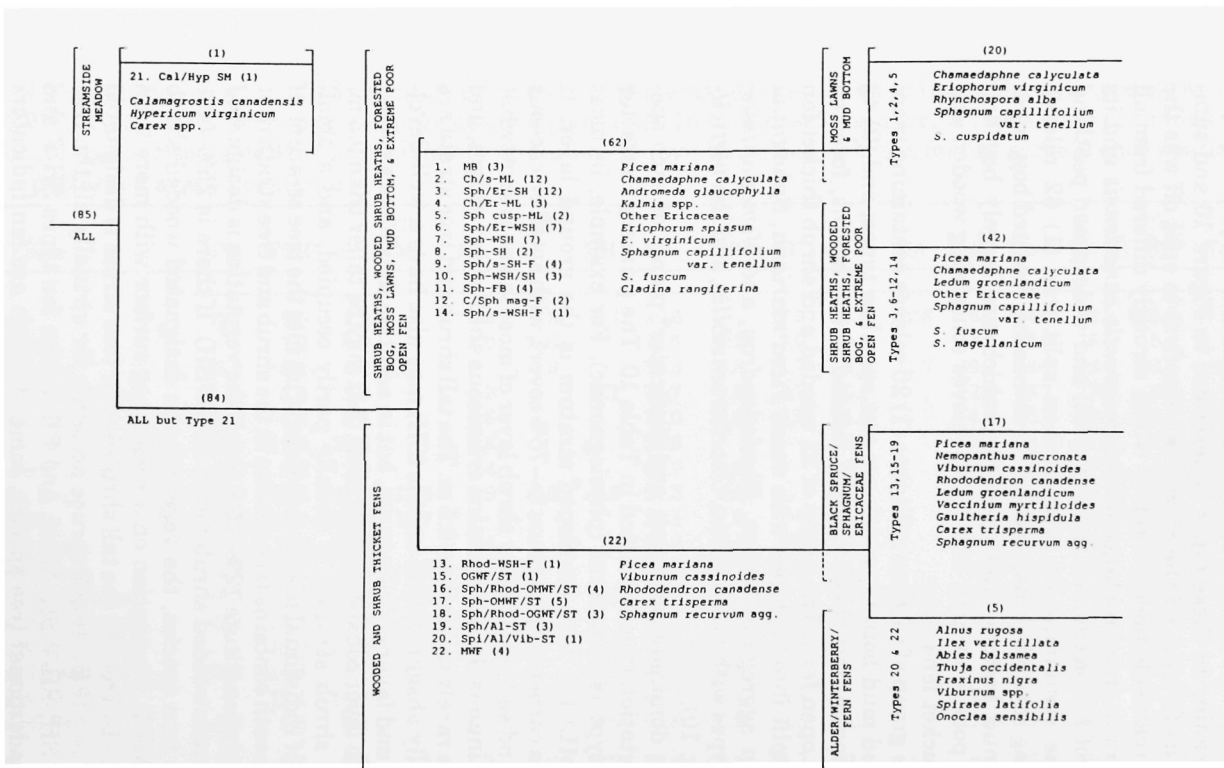 (85)
ALL
STREAMSIDE
MEADOW
(1)
21. Cal/Hyp SM (1)
Calamagrostis canadensis
Hypericum virginicum
Carex spp.
(84)
ALL but Type 21
SHRUB HEATHS, WOODED SHRUB HEATHS, FORESTED
BOG, MOSS LAWNS, MUD BOTTOM, & EXTREME POOR
OPEN FEN
(62)
1. MB (3) Picea mariana
2. Ch/s-ML (12) Chamaedaphne calyculata
3. Sph/Er-SH (12) Andromeda glaucophylla
4. Ch/Er-ML (3) Kalmia spp.
5. Sph cusp-ML (2) Other Ericaceae
6. Sph/Er-WSH (7) Eriophorum spissum
7. Sph-WSH (7) E. virginicum
8. Sph-SH (2) Sphagnum capillifolium
9. Sph/s-SH-F (4) var. tenellum
10. Sph-WSH/SH (3) S. fuscum
11. Sph-FB (4) Cladina rangiferina
12. C/Sph mag-F (2)
14. Sph/s-WSH-F (1)
MOSS LAWNS
& MUD BOTTOM
Types 1,2,4,5
(20)
Chamaedaphne calyculata
Eriophorum virginicum
Rhynchospora alba
Sphagnum capillifolium
var. tenellum
S. cuspidatum
SHRUB HEATHS, WOODED
SHRUB HEATHS, FORESTED
BOG, & EXTREME POOR
OPEN FEN
Types 3,6-12,14
(42)
Picea mariana
Chamaedaphne calyculata
Ledum groenlandicum
Other Ericaceae
Sphagnum capillifolium
var. tenellum
S. fuscum
S. magellanicum
WOODED AND SHRUB THICKET FENS
(22)
13. Rhod-WSH-F (1) Picea mariana
15. OGWF/ST (1) Viburnum cassinoides
16. Sph/Rhod-OMWF/ST (4) Rhododendron canadense
17. Sph-OMWF/ST (5) Carex trisperma
18. Sph/Rhod-OGWF/ST (3) Sphagnum recurvum agg.
19. Sph/Al-ST (3)
20. Spi/Al/Vib-ST (1)
22. MWF (4)
BLACK SPRUCE/
SPHAGNUM/
ERICACEAE FENS
Types 13,15-19
(17)
Picea mariana
Nemopanthus mucronata
Viburnum cassinoides
Rhododendron canadense
Ledum groenlandicum
Vaccinium myrtilloides
Gaultheria hispidula
Carex trisperma
Sphagnum recurvum agg.
ALDER/WINTERBERRY/
FERN FENS
Types 20 & 22
(5)
Alnus rugosa
Ilex verticillata
Abies balsamea
Thuja occidentalis
Fraxinus nigra
Viburnum spp.
Spiraea latifolia
Onoclea sensibilis